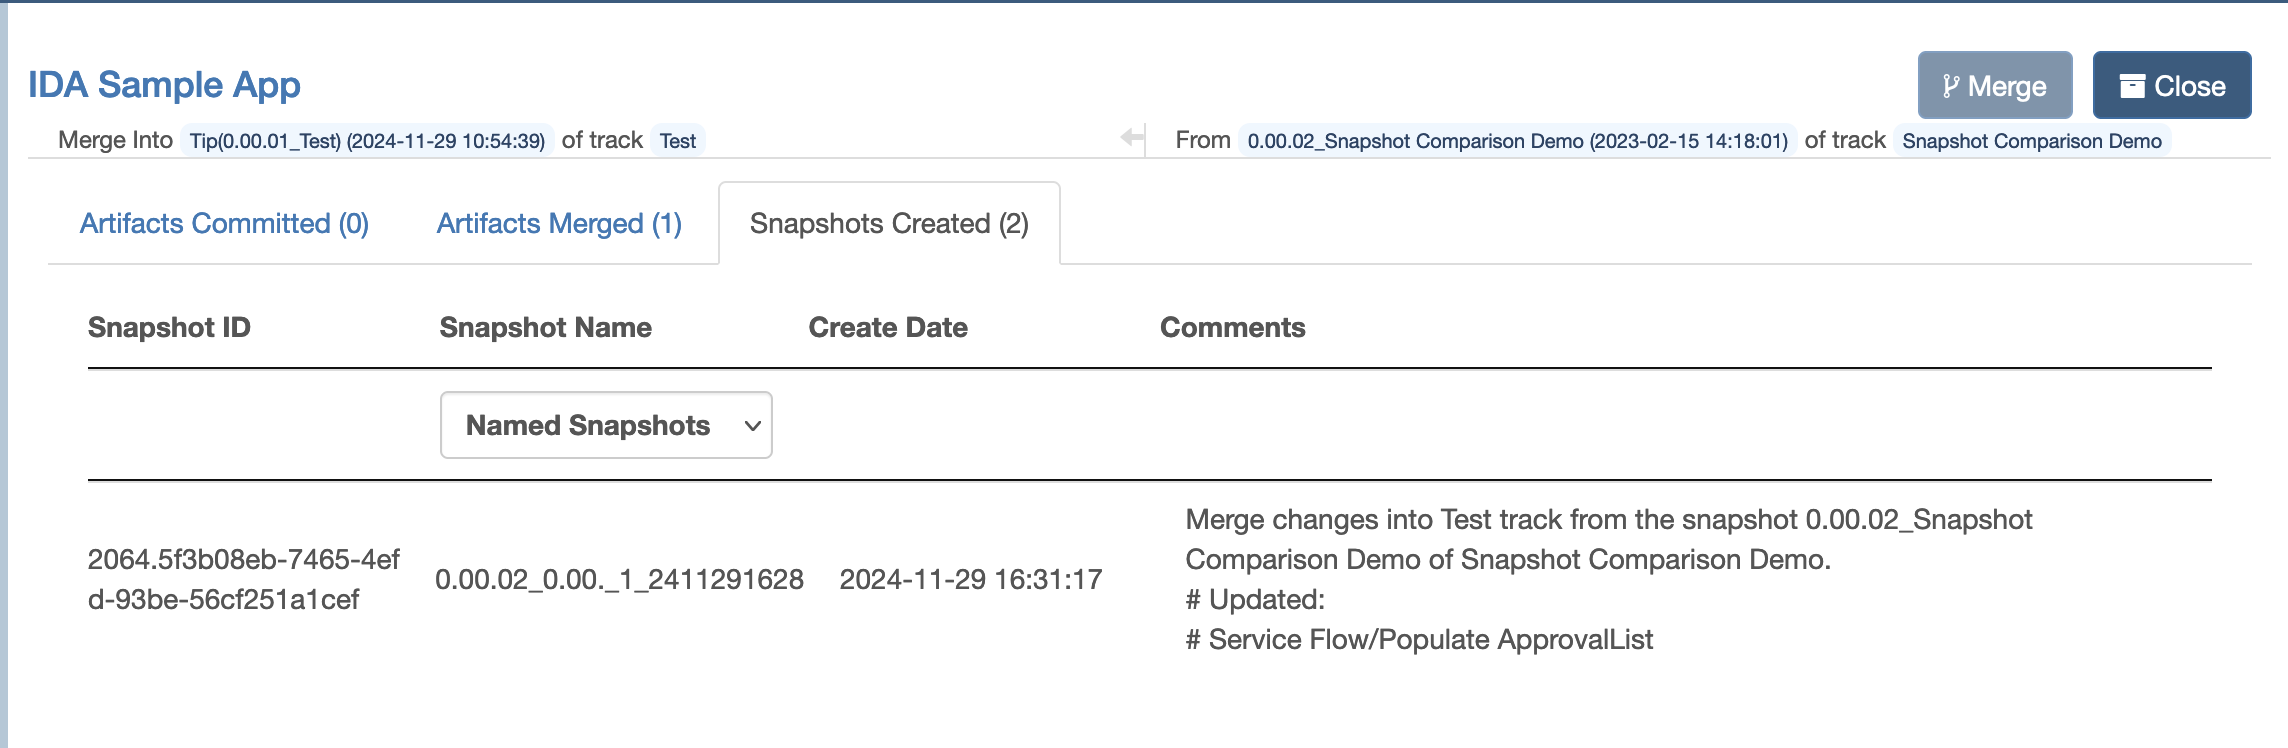 IDA Sample App
Merge
Close
Merge Into Tip(0.00.01_Test) (2024-11-29 10:54:39) of track Test
From 0.00.02_Snapshot Comparison Demo (2023-02-15 14:18:01) of track Snapshot Comparison Demo
Artifacts Committed (0)
Artifacts Merged (1)
Snapshots Created (2)
Snapshot ID
Snapshot Name
Create Date
Comments
Named Snapshots
2064.5f3b08eb-7465-4ef
d-93be-56cf251a1cef
0.00.02_0.00._1_2411291628
2024-11-29 16:31:17
Merge changes into Test track from the snapshot 0.00.02_Snapshot
Comparison Demo of Snapshot Comparison Demo.
# Updated:
# Service Flow/Populate ApprovalList